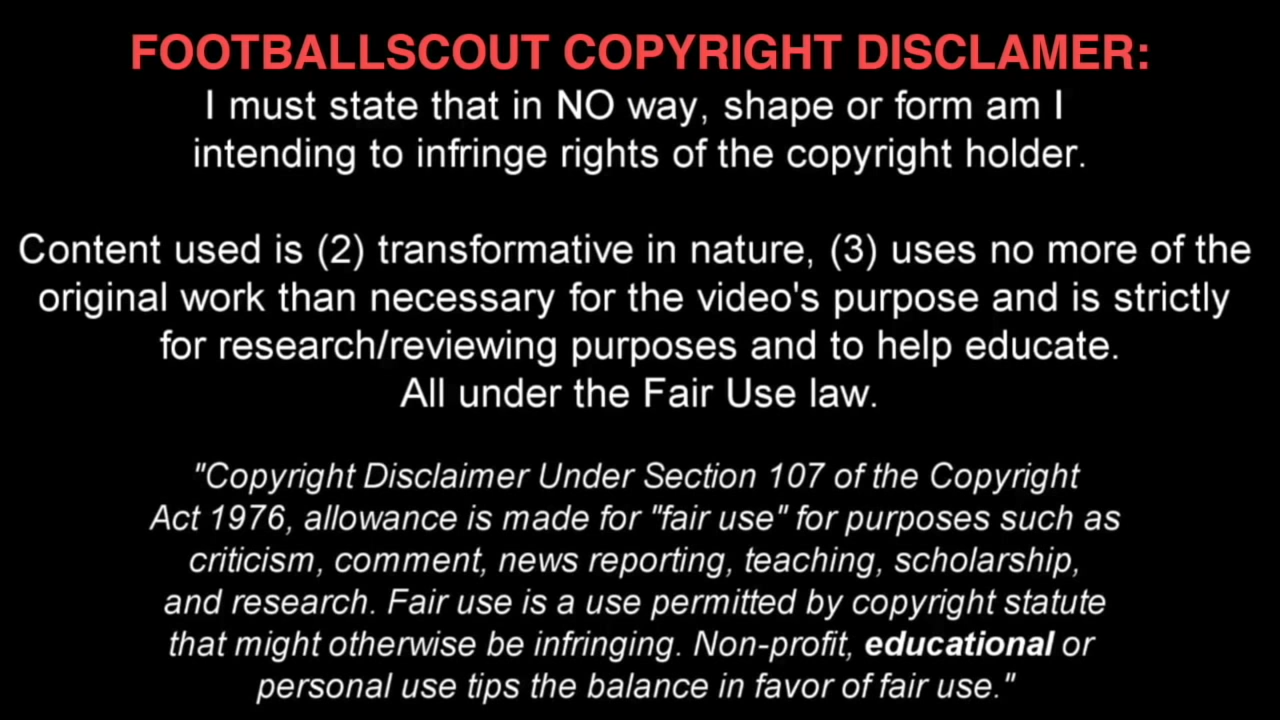 FOOTBALLSCOUT COPYRIGHT DISCLAMER:
I must state that in NO way, shape or form am I
intending to infringe rights of the copyright holder.
Content used is (2) transformative in nature, (3) uses no more of the
original work than necessary for the video's purpose and is strictly
for research/reviewing purposes and to help educate.
All under the Fair Use law.
"Copyright Disclaimer Under Section 107 of the Copyright
Act 1976, allowance is made for "fair use" for purposes such as
criticism, comment, news reporting, teaching, scholarship,
and research. Fair use is a use permitted by copyright statute
that might otherwise be infringing. Non-profit, educational or
personal use tips the balance in favor of fair use."